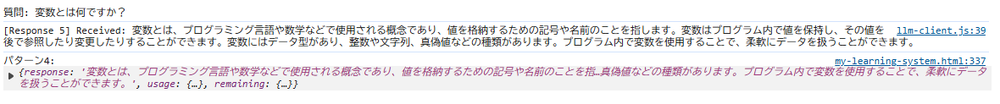 質問: 変数とは何ですか？
[Response 5] Received: 変数とは、プログラミング言語や数学などで使用される概念であり、値を格納するための記号や名前のことを指します。変数はプログラム内で値を保持し、その値を llm-client.js:39
後で参照したり変更したりすることができます。変数にはデータ型があり、整数や文字列、真偽値などの種類があります。プログラム内で変数を使用することで、柔軟にデータを扱うことができます。
パターン4: my-learning-system.html:337
{response: '変数とは、プログラミング言語や数学などで使用される概念であり、値を格納するための記号や名前のことを指…真偽値などの種類があります。プログラム内で変数を使用することで、柔軟にデータ
を扱うことができます。', usage: {…}, remaining: {…}}